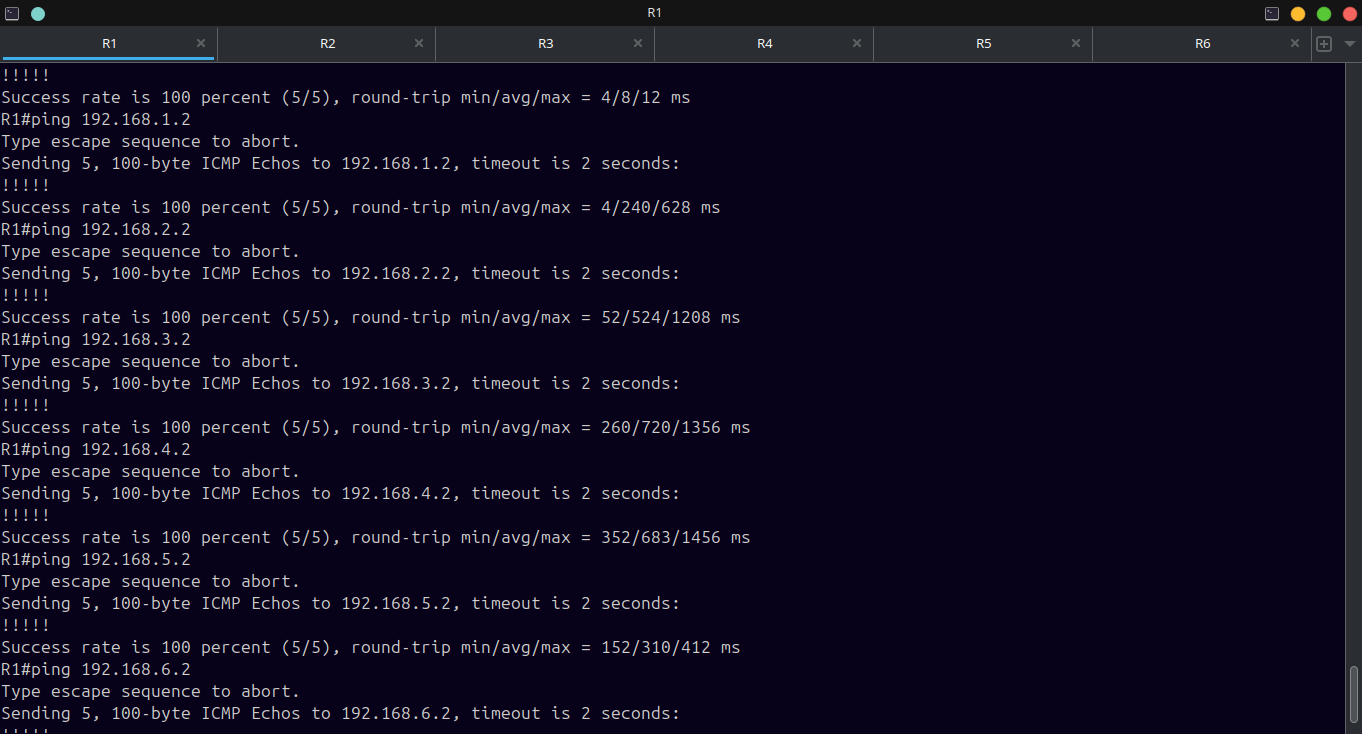 R1
R1 R2 R3 R4 R5 R6
!!!!!
Success rate is 100 percent (5/5), round-trip min/avg/max = 4/8/12 ms
R1#ping 192.168.1.2
Type escape sequence to abort.
Sending 5, 100-byte ICMP Echos to 192.168.1.2, timeout is 2 seconds:
!!!!!
Success rate is 100 percent (5/5), round-trip min/avg/max = 4/240/628 ms
R1#ping 192.168.2.2
Type escape sequence to abort.
Sending 5, 100-byte ICMP Echos to 192.168.2.2, timeout is 2 seconds:
!!!!!
Success rate is 100 percent (5/5), round-trip min/avg/max = 52/524/1208 ms
R1#ping 192.168.3.2
Type escape sequence to abort.
Sending 5, 100-byte ICMP Echos to 192.168.3.2, timeout is 2 seconds:
!!!!!
Success rate is 100 percent (5/5), round-trip min/avg/max = 260/720/1356 ms
R1#ping 192.168.4.2
Type escape sequence to abort.
Sending 5, 100-byte ICMP Echos to 192.168.4.2, timeout is 2 seconds:
!!!!!
Success rate is 100 percent (5/5), round-trip min/avg/max = 352/683/1456 ms
R1#ping 192.168.5.2
Type escape sequence to abort.
Sending 5, 100-byte ICMP Echos to 192.168.5.2, timeout is 2 seconds:
!!!!!
Success rate is 100 percent (5/5), round-trip min/avg/max = 152/310/412 ms
R1#ping 192.168.6.2
Type escape sequence to abort.
Sending 5, 100-byte ICMP Echos to 192.168.6.2, timeout is 2 seconds:
!!!!!